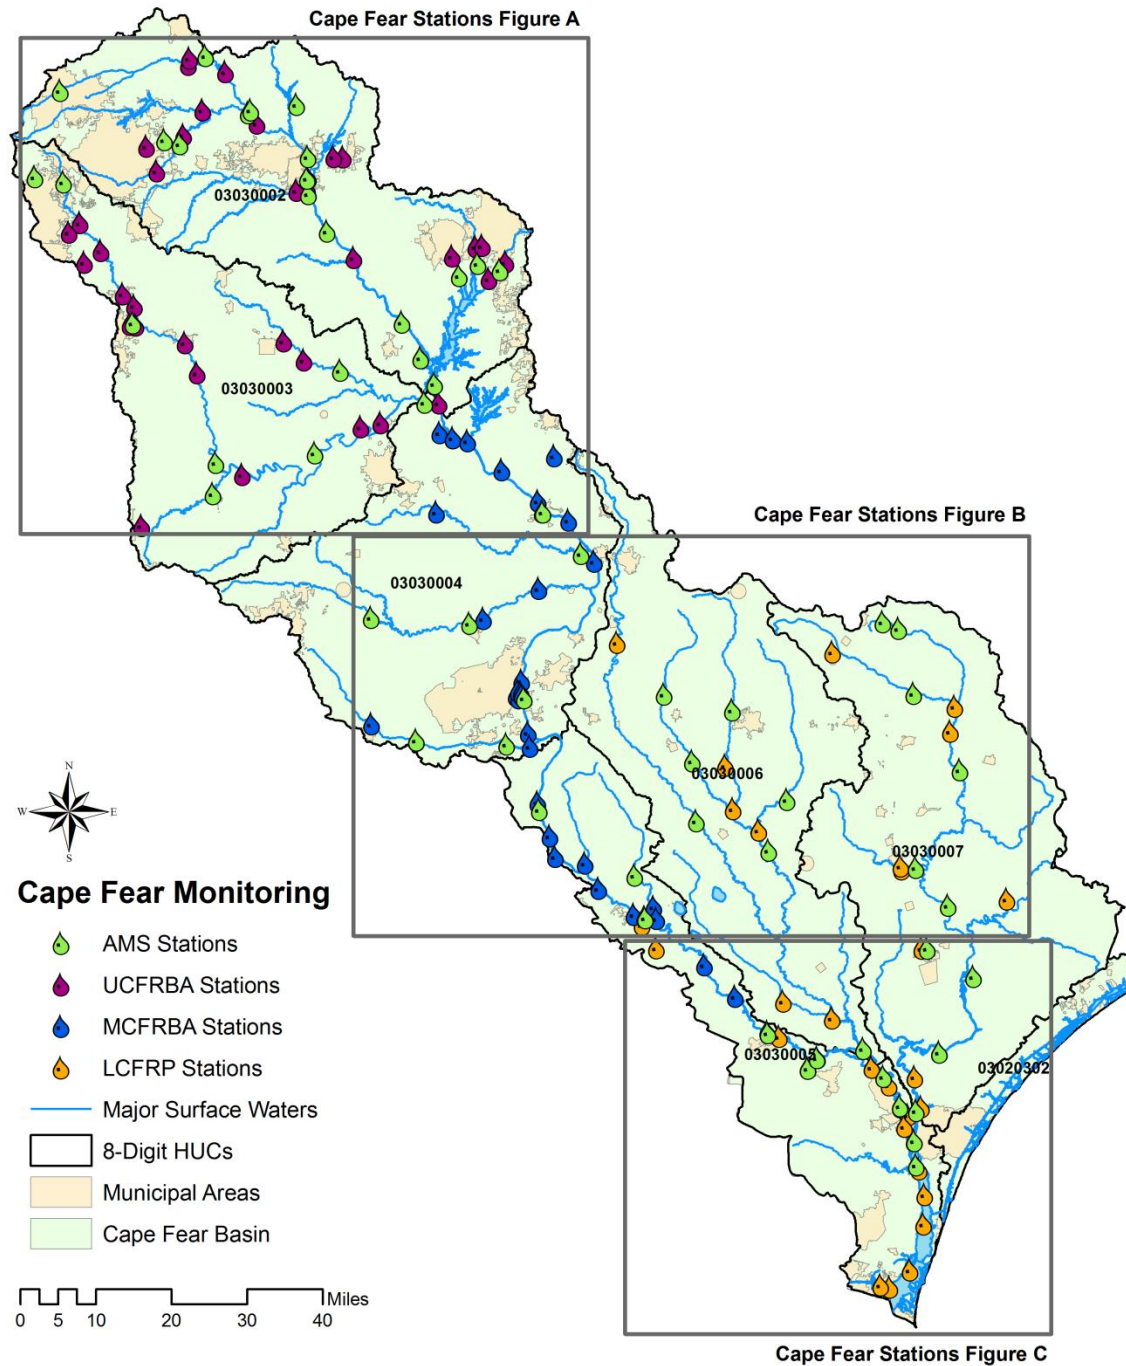 Cape Fear Stations Figure A
03030002
03030003
Cape Fear Stations Figure B
03030004
03030006
03030007
N
W
E
S
Cape Fear Monitoring
AMS Stations
UCFRBA Stations
MCFRBA Stations
LCFRP Stations
Major Surface Waters
8-Digit HUCs
Municipal Areas
Cape Fear Basin
03030005
03020302
Miles
0 5 10 20 30 40
Cape Fear Stations Figure C